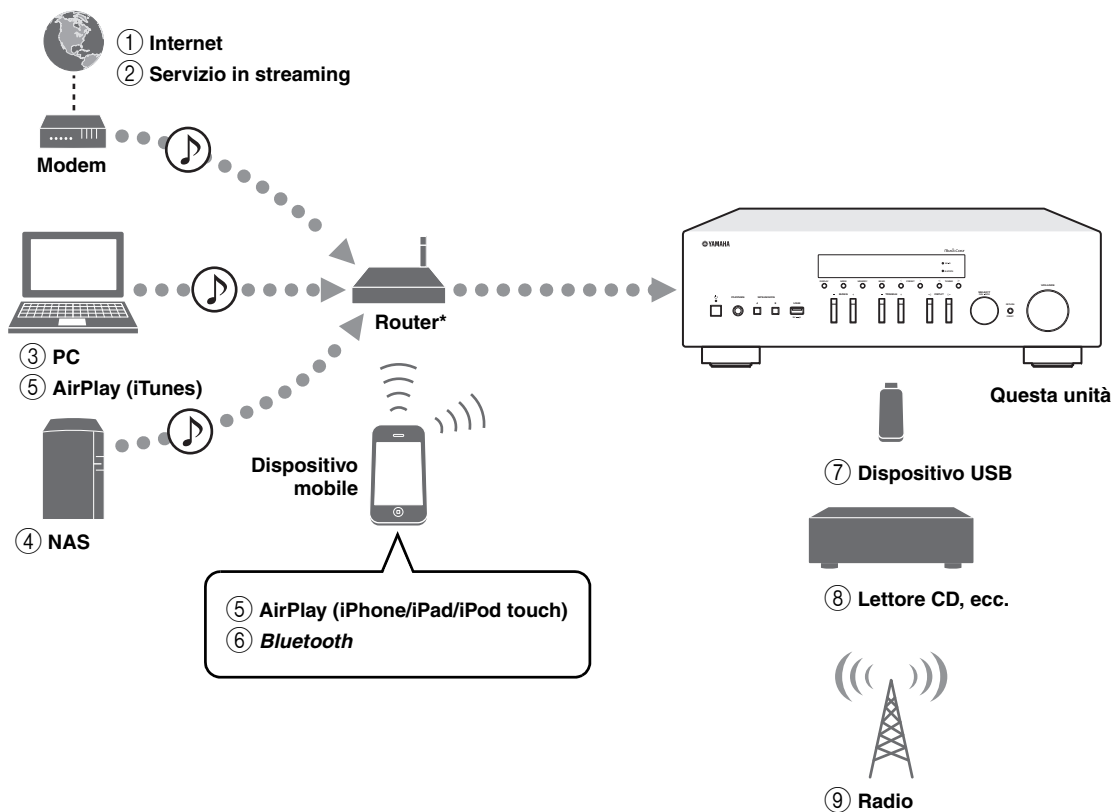 ① Internet
② Servizio in streaming
Modem
③ PC
⑤ AirPlay (iTunes)
④ NAS
Router*
Dispositivo
mobile
⑤ AirPlay (iPhone/iPad/iPod touch)
⑥ Bluetooth
YAMAHA
Questa unità
⑦ Dispositivo USB
⑧ Lettore CD, ecc.
⑨ Radio